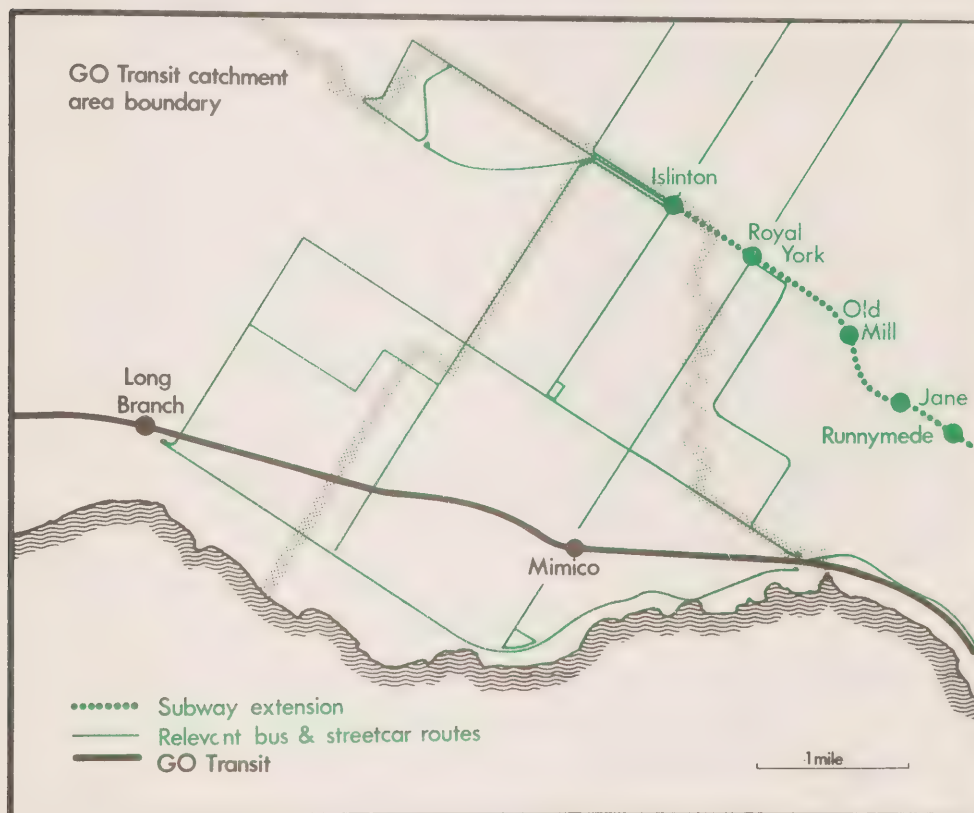 GO Transit catchment
area boundary
Islinton
Royal
York
Old
Mill
Jane
Runnymede
Long
Branch
Mimico
Subway extension
Relevant bus & streetcar routes
GO Transit
1 mile